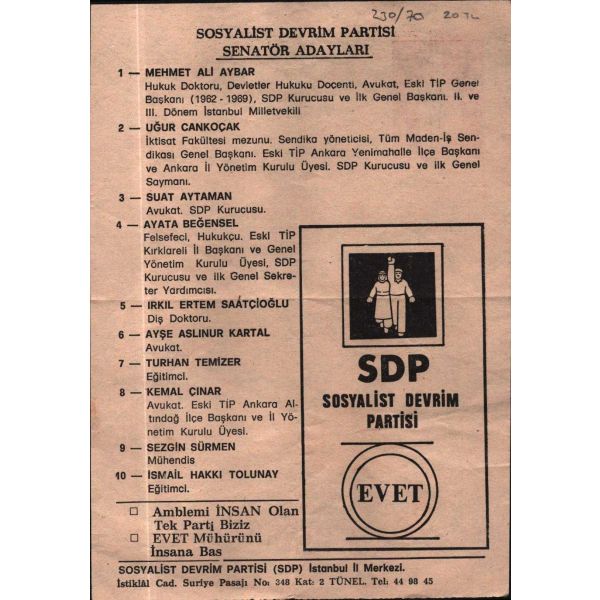 230/70 20 TL
SOSYALİST DEVRİM PARTİSİ
SENATÖR ADAYLARI
1 — MEHMET ALİ AYBAR
Hukuk Doktoru, Devletler Hukuku Doçenti, Avukat, Eski TİP Genel
Başkanı (1962 - 1969), SDP Kurucusu ve İlk Genel Başkanı. II. ve
III. Dönem İstanbul Milletvekili
2 — UĞUR CANKOÇAK
İktisat Fakültesi mezunu. Sendika yöneticisi, Tüm Maden-İş Sen-
dikası Genel Başkanı. Eski TİP Ankara Yenimahalle İlçe Başkanı
ve Ankara İl Yönetim Kurulu Üyesi. SDP Kurucusu ve ilk Genel
Saymanı.
3 — SUAT AYTAMAN
Avukat. SDP Kurucusu.
4 — AYATA BEĞENSEL
Felsefeci, Hukukçu. Eski TİP
Kırklareli İl Başkanı ve Genel
Yönetim Kurulu Üyesi, SDP
Kurucusu ve ilk Genel Sekre-
ter Yardımcısı.
5 — IRKIL ERTEM SAATÇİOĞLU
Diş Doktoru.
6 — AYŞE ASLINUR KARTAL
Avukat.
7 — TURHAN TEMİZER
Eğitimci.
8 — KEMAL ÇINAR
Avukat. Eski TİP Ankara Al-
tındağ İlçe Başkanı ve İl Yö-
netim Kurulu Üyesi.
9 — SEZGİN SÜRMEN
Mühendis
10 — İSMAİL HAKKI TOLUNAY
Eğitimci.
□ Amblemi İNSAN Olan
Tek Parti Biziz
□ EVET Mühürünü
İnsana Bas
SDP
SOSYALİST DEVRİM
PARTİSİ
EVET
SOSYALİST DEVRİM PARTİSİ (SDP) İstanbul İl Merkezi.
İstiklâl Cad. Suriye Pasajı No: 348 Kat: 2 TÜNEL. Tel: 44 98 45